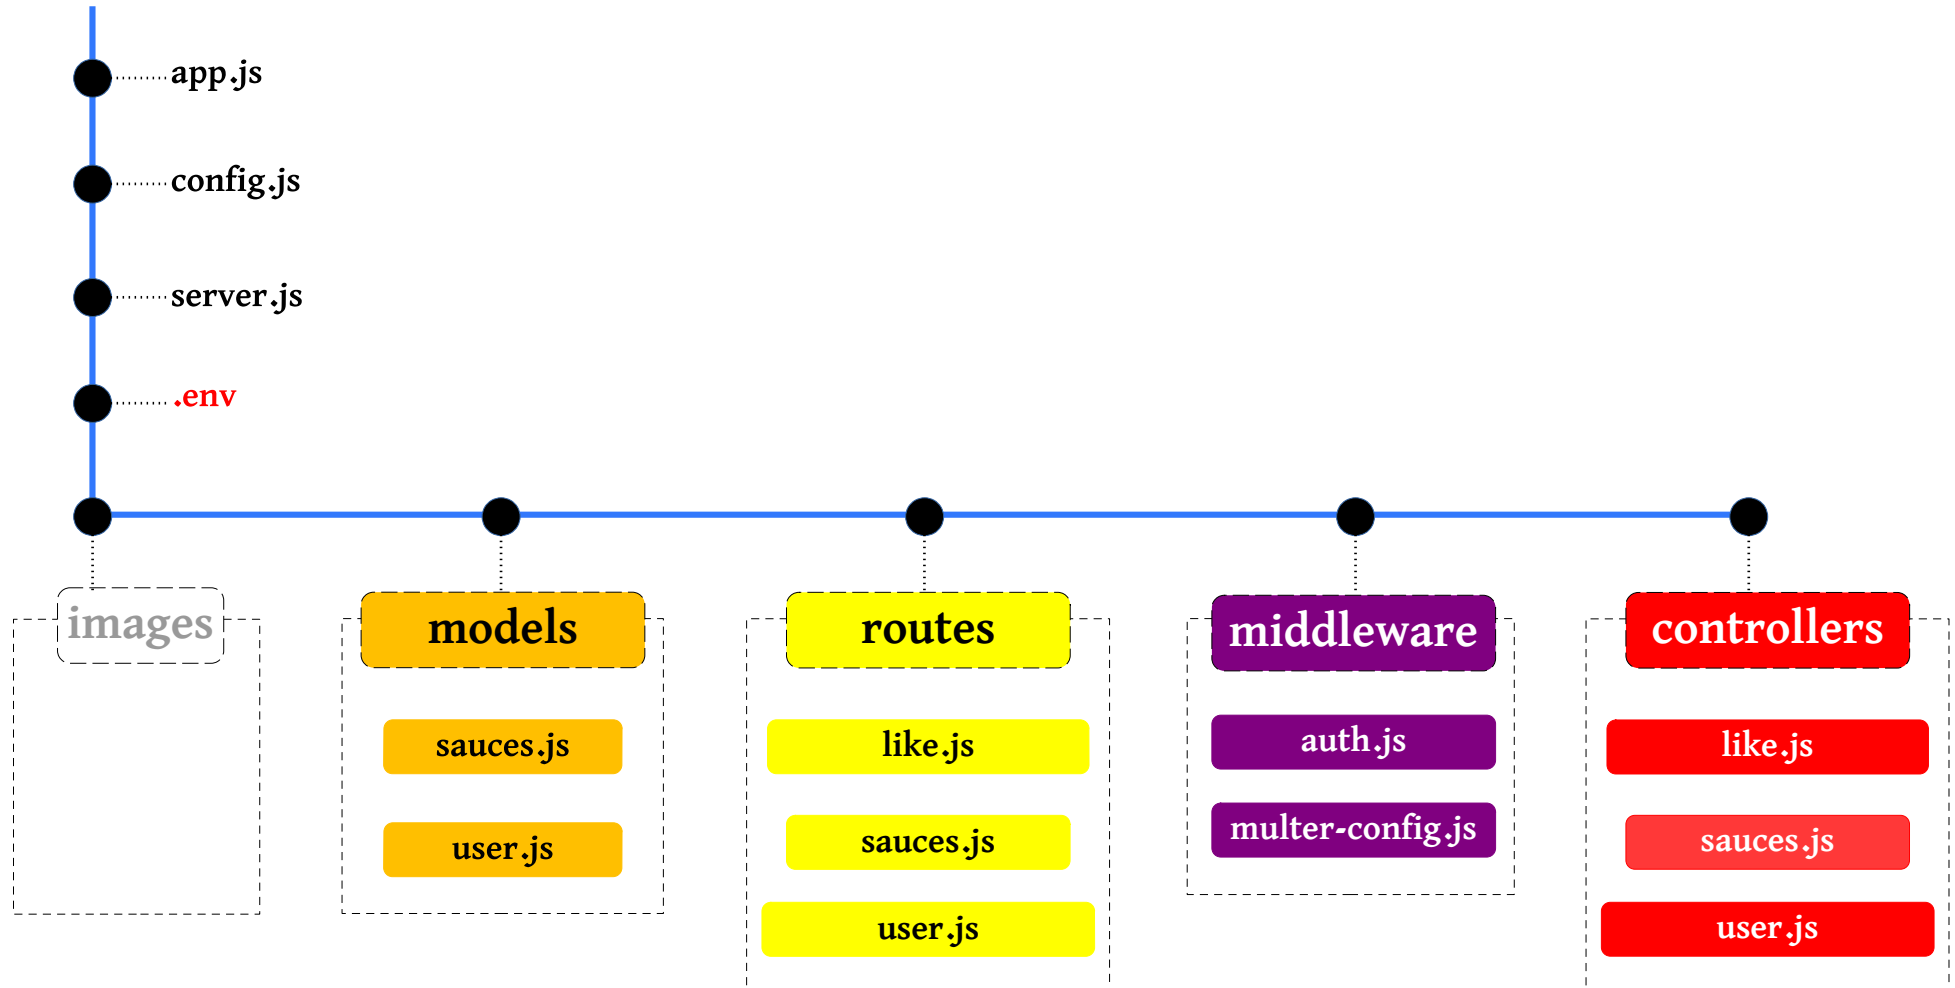 app.js
config.js
server.js
.env
images
models
sauces.js
user.js
routes
like.js
sauces.js
user.js
middleware
auth.js
multer-config.js
controllers
like.js
sauces.js
user.js